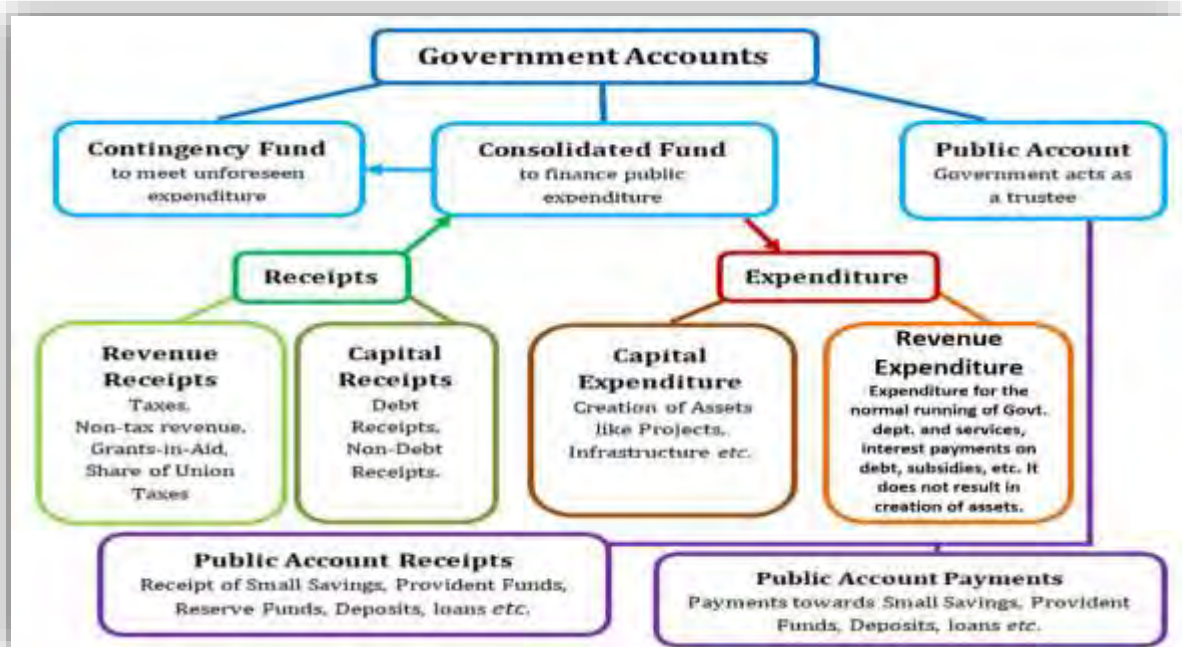 Government Accounts
Contingency Fund
to meet unforeseen
expenditure
Consolidated Fund
to finance public
expenditure
Public Account
Government acts as
a trustee
Receipts
Expenditure
Revenue
Receipts
Taxes,
Non-tax revenue,
Grants-in-Aid,
Share of Union
Taxes
Capital
Receipts
Debt
Receipts,
Non-Debt
Receipts.
Capital
Expenditure
Creation of Assets
like Projects,
Infrastructure etc.
Revenue
Expenditure
Expenditure for the
normal running of Govt.
dept. and services,
interest payments on
debt, subsidies, etc. It
does not result in
creation of assets.
Public Account Receipts
Receipt of Small Savings, Provident Funds,
Reserve Funds, Deposits, loans etc.
Public Account Payments
Payments towards Small Savings, Provident
Funds, Deposits, loans etc.